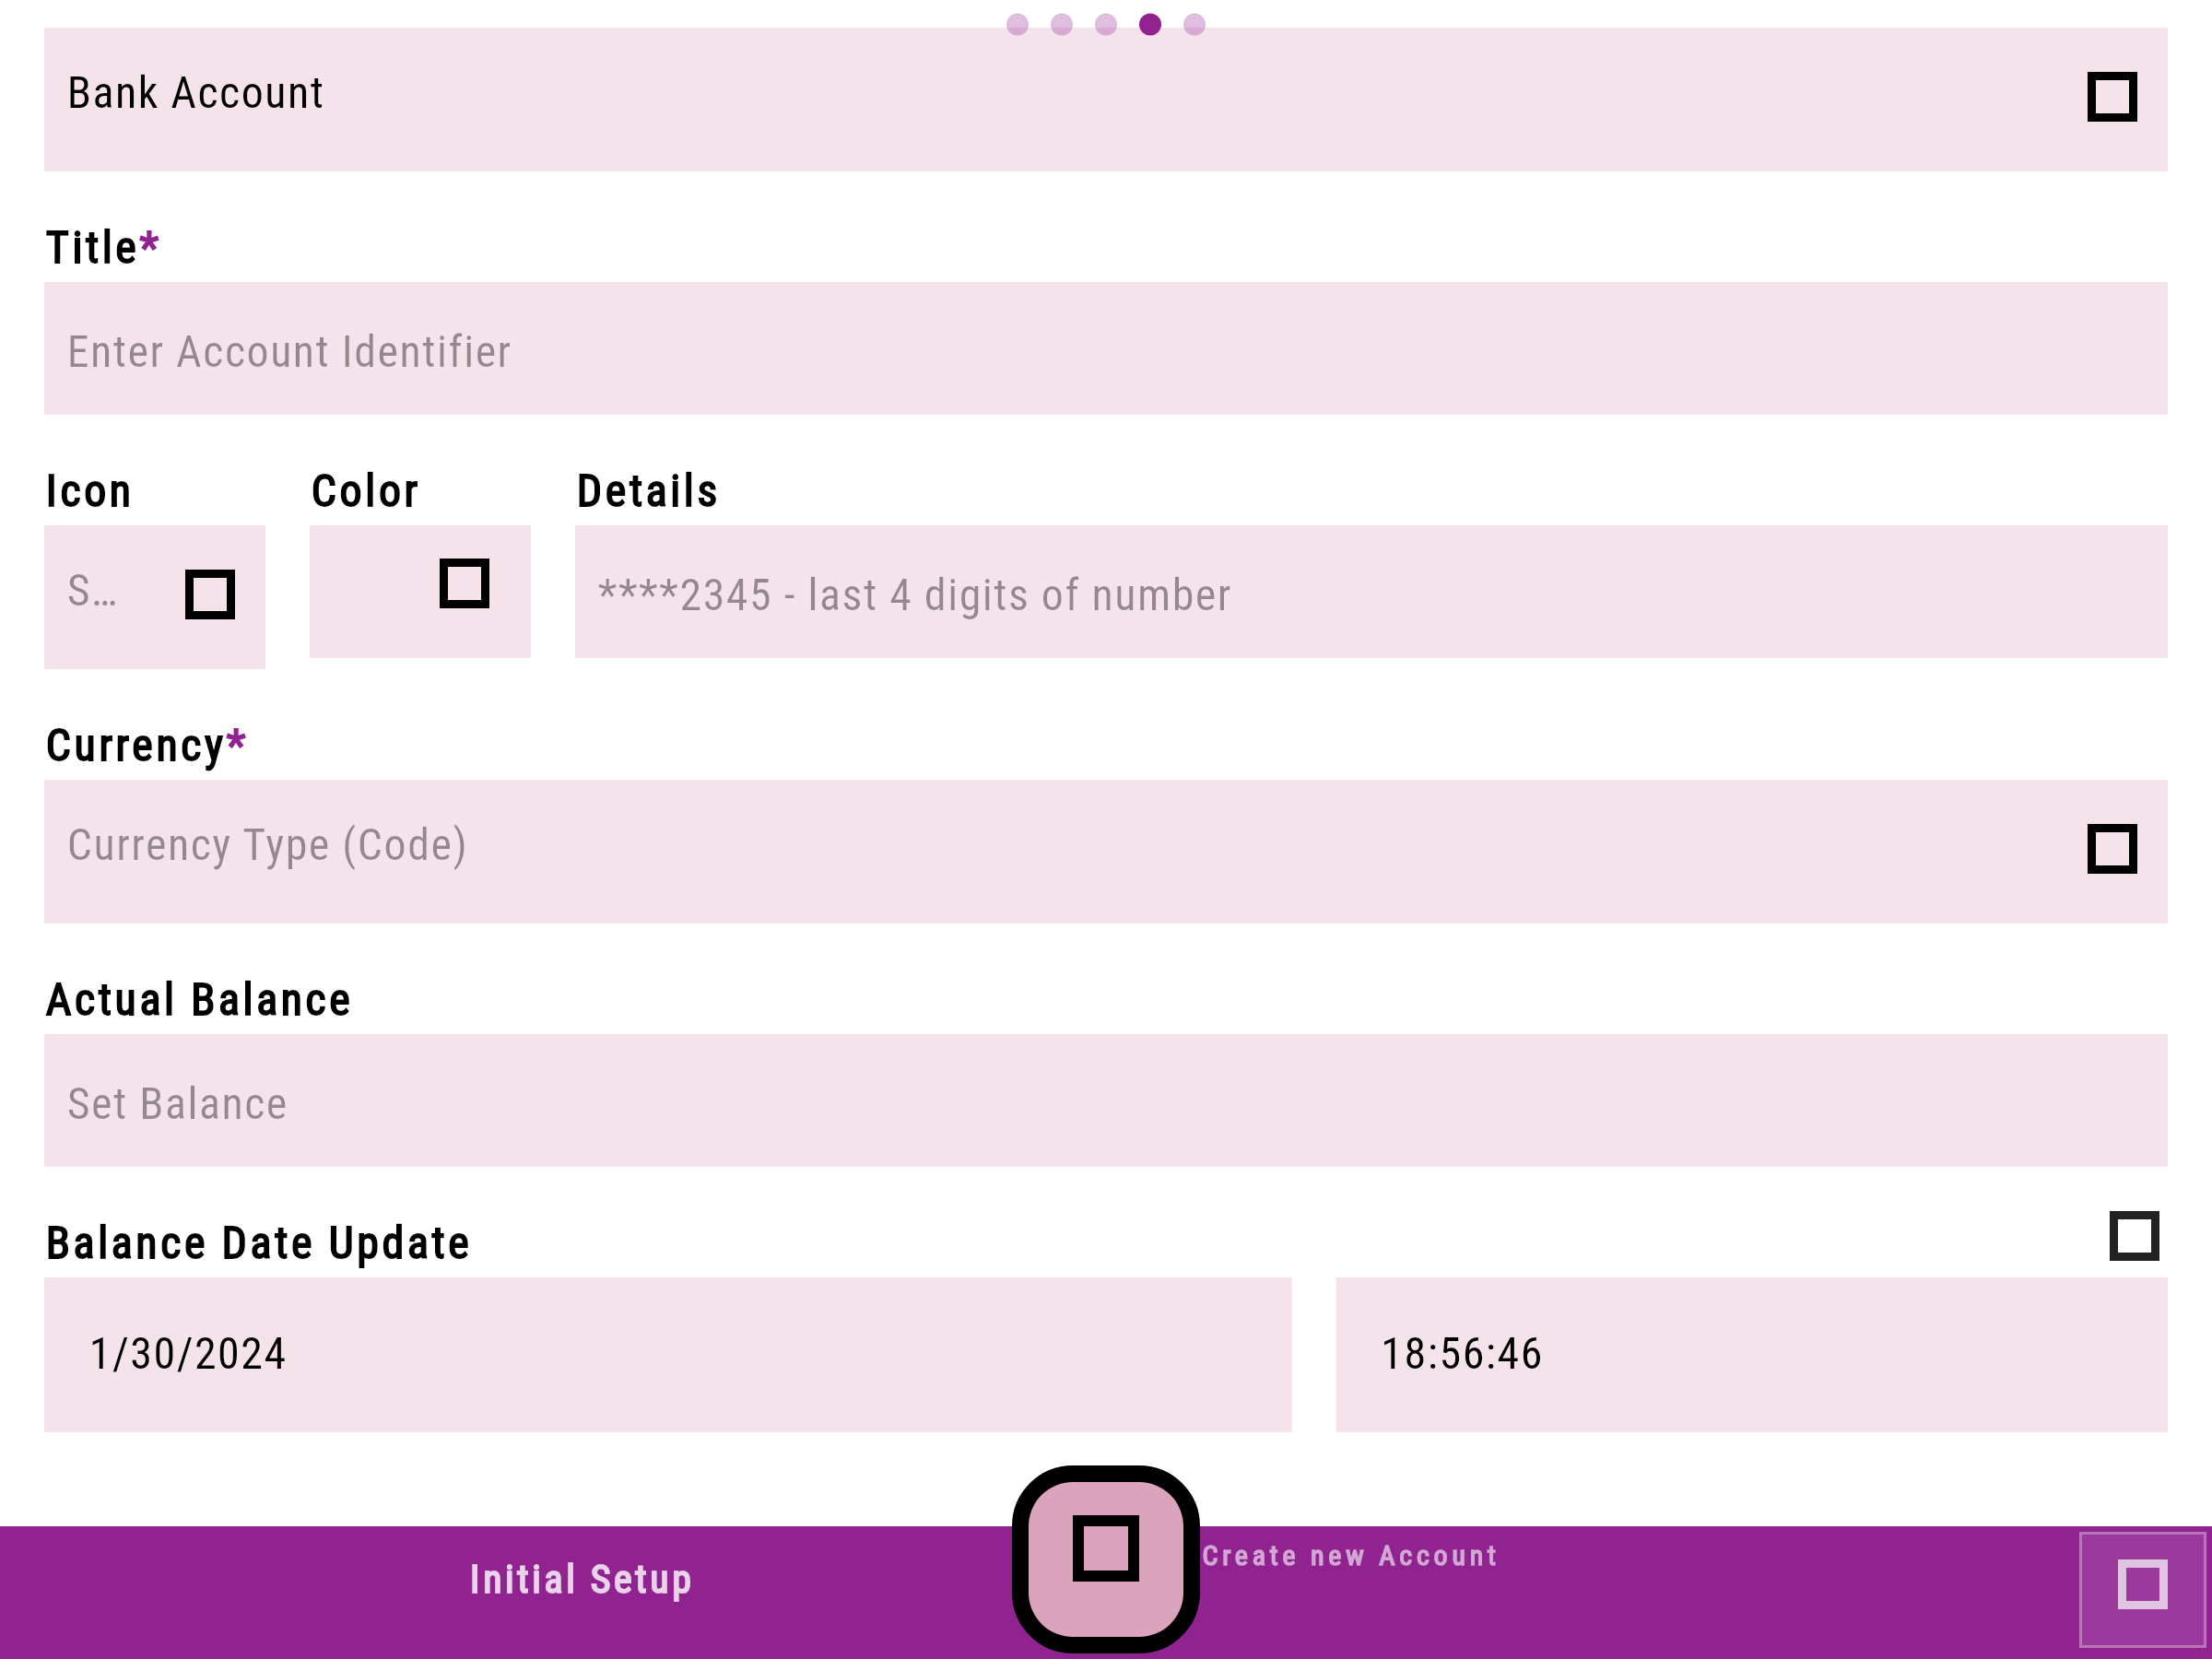 Bank Account
Title*
Enter Account Identifier
Icon Color Details
S… ****2345 - last 4 digits of number
Currency*
Currency Type (Code)
Actual Balance
Set Balance
Balance Date Update
1/30/2024 18:56:46
Initial Setup Create new Account